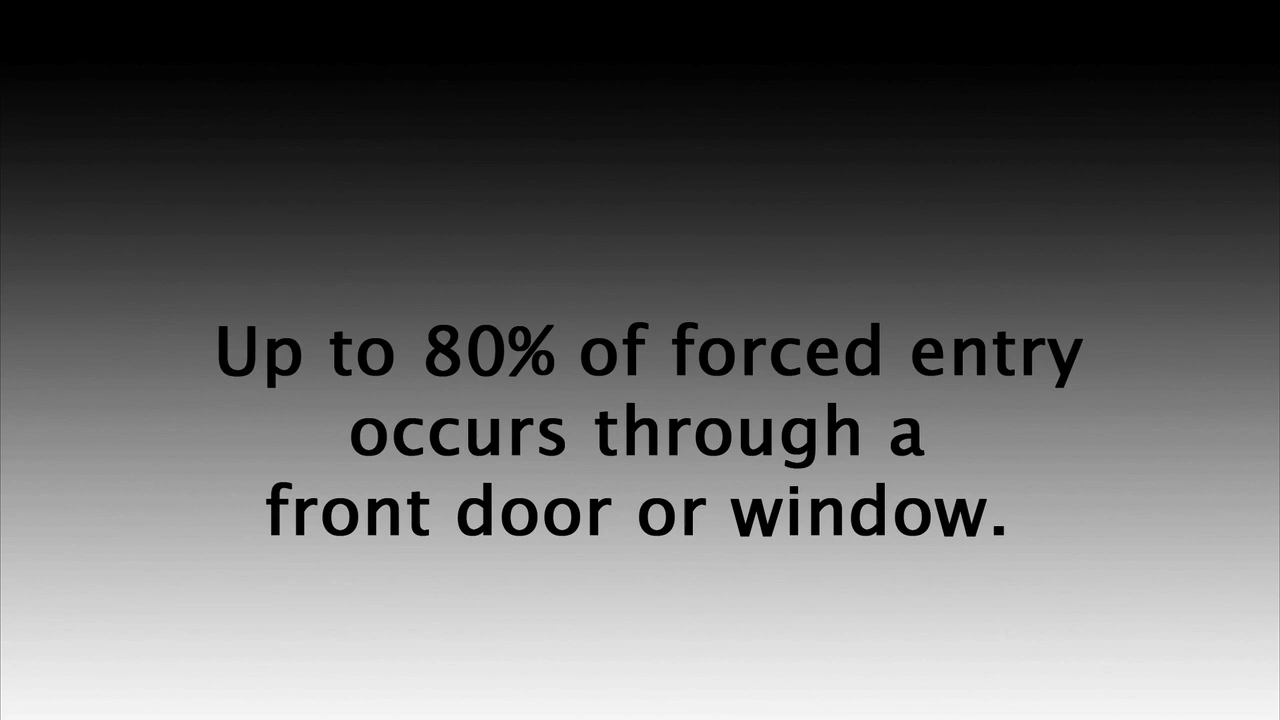 Up to 80% of forced entry
occurs through a
front door or window.